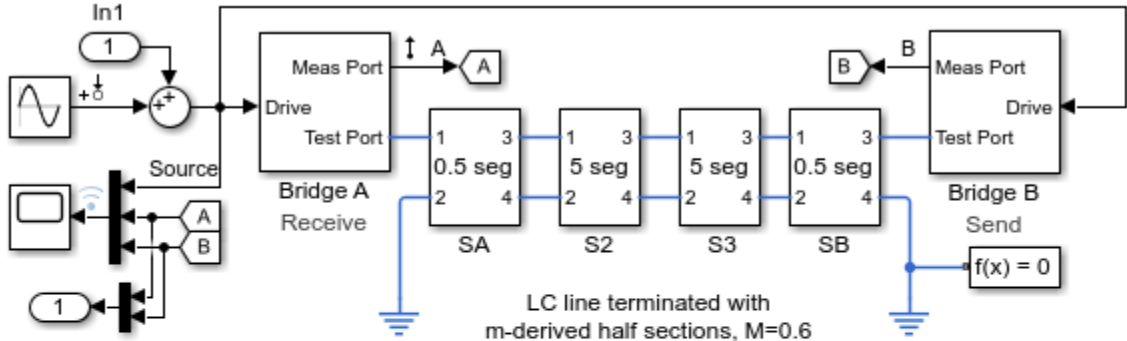 In1
1
A
B
Meas Port
A
B
Meas Port
+
+
+
Drive
Drive
1 3
1 3
1 3
1 3
Test Port
Test Port
0.5 seg
5 seg
5 seg
0.5 seg
Source
Bridge A
2 4
2 4
2 4
2 4
Bridge B
A
Receive
Send
B
SA
S2
S3
SB
f(x) = 0
1
LC line terminated with
m-derived half sections, M=0.6